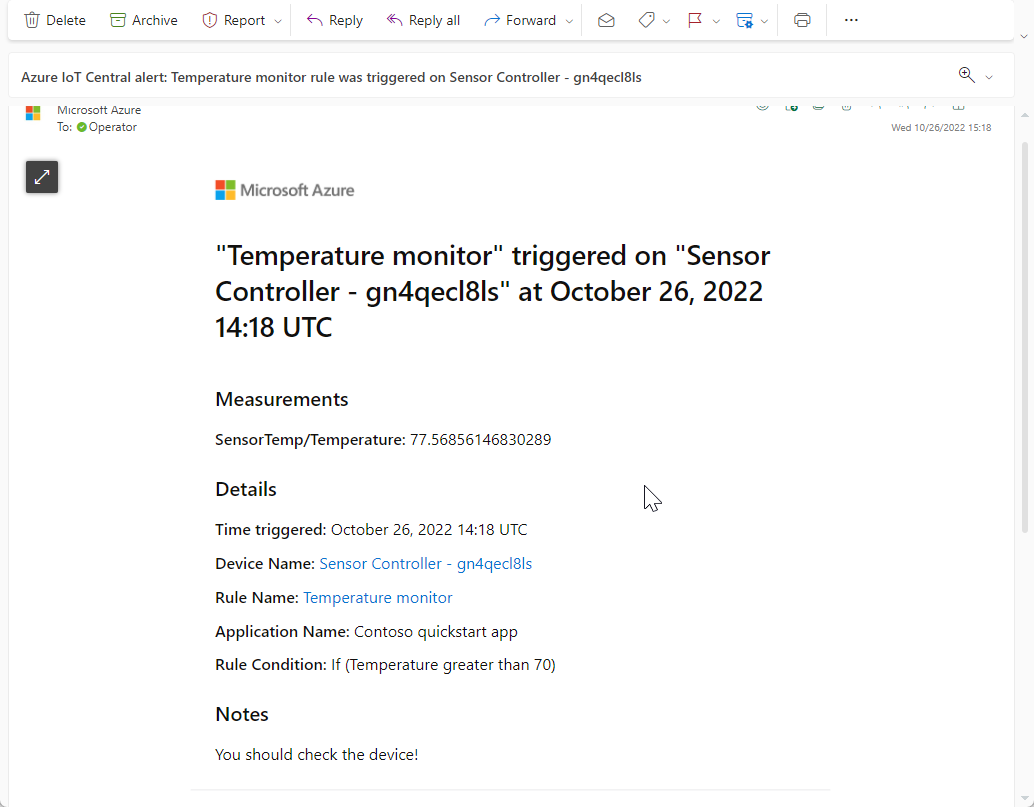 Delete Archive Report Reply Reply all Forward ...
Azure IoT Central alert: Temperature monitor rule was triggered on Sensor Controller - gn4qecl8ls
Microsoft Azure
To: Operator
Wed 10/26/2022 15:18
Microsoft Azure
"Temperature monitor" triggered on "Sensor
Controller - gn4qecl8ls" at October 26, 2022
14:18 UTC
Measurements
SensorTemp/Temperature: 77.56856146830289
Details
Time triggered: October 26, 2022 14:18 UTC
Device Name: Sensor Controller - gn4qecl8ls
Rule Name: Temperature monitor
Application Name: Contoso quickstart app
Rule Condition: If (Temperature greater than 70)
Notes
You should check the device!